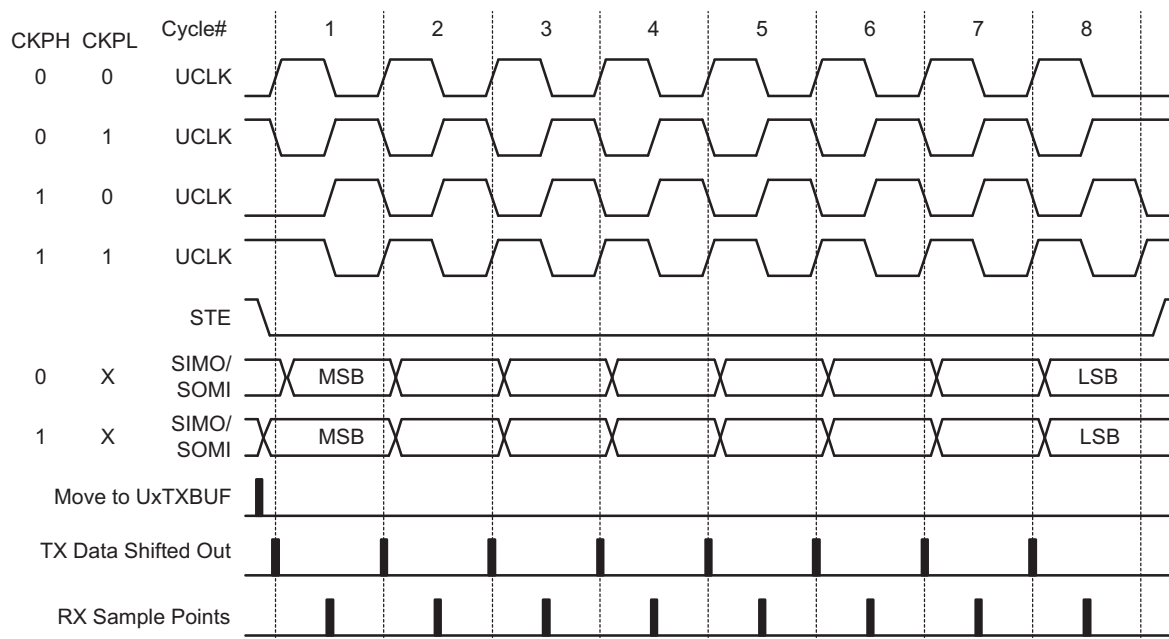 CKPH CKPL Cycle# 1 2 3 4 5 6 7 8
0 0 UCLK
0 1 UCLK
1 0 UCLK
1 1 UCLK
STE
0 X SIMO/
SOMI MSB LSB
1 X SIMO/
SOMI MSB LSB
Move to UxTXBUF
TX Data Shifted Out
RX Sample Points